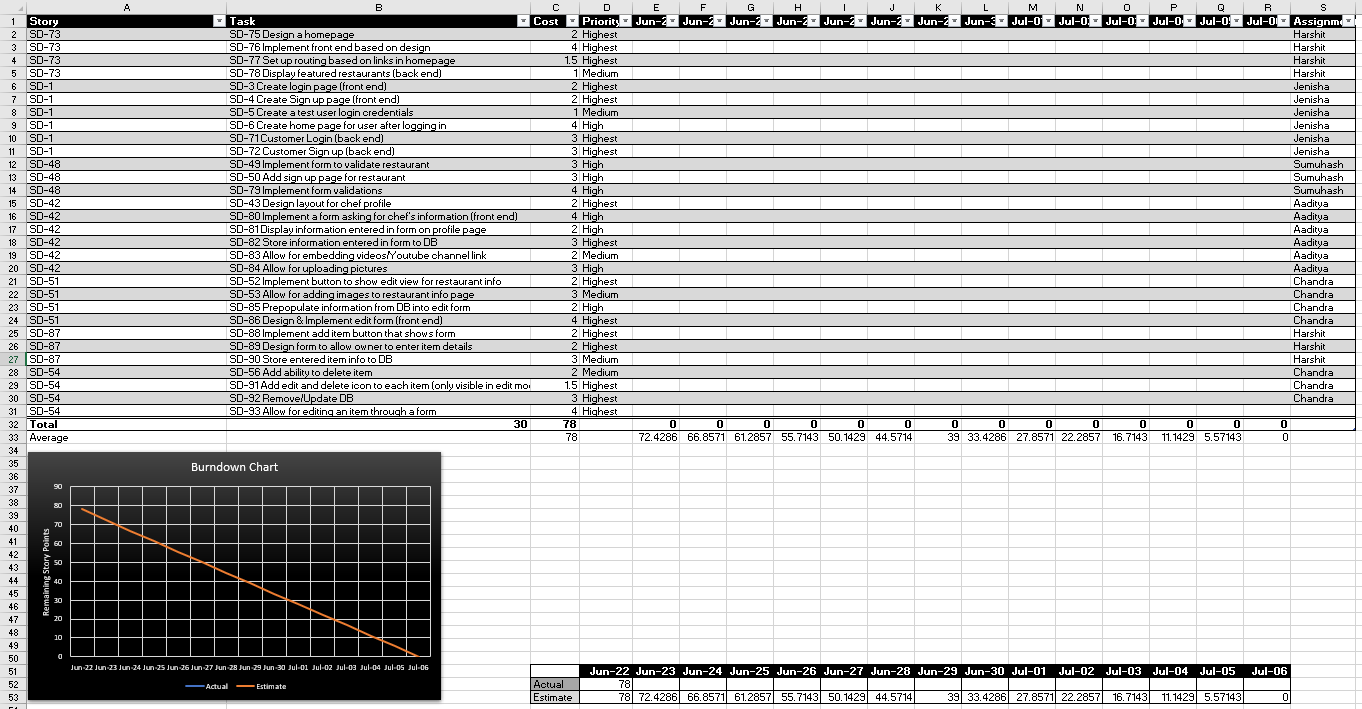 A B C D E F G H I J K L M N O P Q R S
1 Story Task Cost Priority Jun-2 Jun-2 Jun-2 Jun-2 Jun-2 Jun-2 Jun-2 Jun-3 Jul-0 Jul-0 Jul-0 Jul-0 Jul-0 Jul-0 Assignme
2 SD-73 SD-75 Design a homepage 2 Highest Harshit
3 SD-73 SD-76 Implement front end based on design 4 Highest Harshit
4 SD-73 SD-77 Set up routing based on links in homepage 1.5 Highest Harshit
5 SD-73 SD-78 Display featured restaurants (back end) 1 Medium Harshit
6 SD-1 SD-3 Create login page (front end) 2 Highest Jenisha
7 SD-1 SD-4 Create Sign up page (front end) 2 Highest Jenisha
8 SD-1 SD-5 Create a test user login credentials 1 Medium Jenisha
9 SD-1 SD-6 Create home page for user after logging in 4 High Jenisha
10 SD-1 SD-71 Customer Login (back end) 3 Highest Jenisha
11 SD-1 SD-72 Customer Sign up (back end) 3 Highest Jenisha
12 SD-48 SD-49 Implement form to validate restaurant 3 High Sumuhash
13 SD-48 SD-50 Add sign up page for restaurant 3 High Sumuhash
14 SD-48 SD-79 Implement form validations 4 High Sumuhash
15 SD-42 SD-43 Design layout for chef profile 2 Highest Aaditya
16 SD-42 SD-80 Implement a form asking for chef's information (front end) 4 High Aaditya
17 SD-42 SD-81 Display information entered in form on profile page 2 High Aaditya
18 SD-42 SD-82 Store information entered in form to DB 3 Highest Aaditya
19 SD-42 SD-83 Allow for embedding videos/Youtube channel link 2 Medium Aaditya
20 SD-42 SD-84 Allow for uploading pictures 3 High Aaditya
21 SD-51 SD-52 Implement button to show edit view for restaurant info 2 Highest Chandra
22 SD-51 SD-53 Allow for adding images to restaurant info page 3 Medium Chandra
23 SD-51 SD-85 Prepopulate information from DB into edit form 2 High Chandra
24 SD-51 SD-86 Design & Implement edit form (front end) 4 Highest Chandra
25 SD-87 SD-88 Implement add item button that shows form 2 Highest Harshit
26 SD-87 SD-89 Design form to allow owner to enter item details 2 Highest Harshit
27 SD-87 SD-90 Store entered item info to DB 3 Medium Harshit
28 SD-54 SD-56 Add ability to delete item 2 Medium Chandra
29 SD-54 SD-91 Add edit and delete icon to each item (only visible in edit mo 1.5 Highest Chandra
30 SD-54 SD-92 Remove/Update DB 3 Highest Chandra
31 SD-54 SD-93 Allow for editing an item through a form 4 Highest
32 Total 30 78 0 0 0 0 0 0 0 0 0 0 0 0 0 0
33 Average 78 72.4286 66.8571 61.2857 55.7143 50.1429 44.5714 39 33.4286 27.8571 22.2857 16.7143 11.1429 5.57143 0
34
35
36
37
38
39
40
41
42
43
44
45
46
47
48
49
50
Burndown Chart
Remaining Story Points
90
80
70
60
50
40
30
20
10
0
Jun-22 Jun-23 Jun-24 Jun-25 Jun-26 Jun-27 Jun-28 Jun-29 Jun-30 Jul-01 Jul-02 Jul-03 Jul-04 Jul-05 Jul-06
Actual Estimate
51 Jun-22 Jun-23 Jun-24 Jun-25 Jun-26 Jun-27 Jun-28 Jun-29 Jun-30 Jul-01 Jul-02 Jul-03 Jul-04 Jul-05 Jul-06
52 Actual 78
53 Estimate 78 72.4286 66.8571 61.2857 55.7143 50.1429 44.5714 39 33.4286 27.8571 22.2857 16.7143 11.1429 5.57143 0